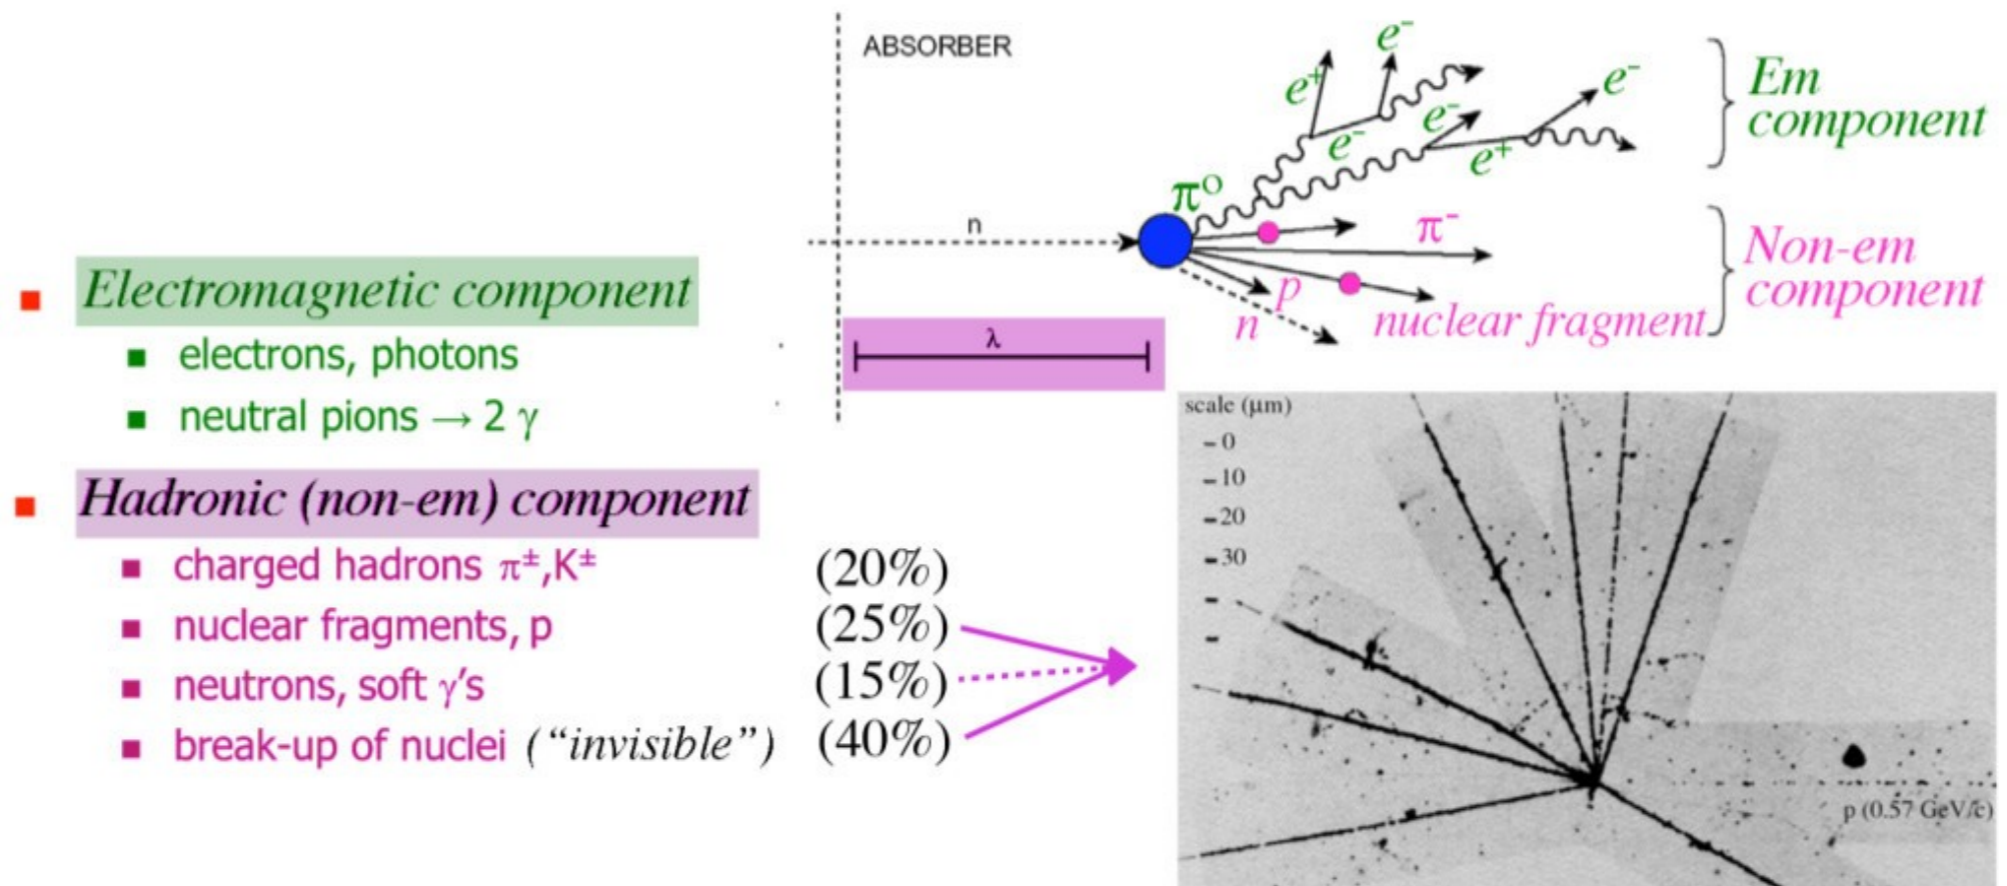 ABSORBER
n
λ
π⁰
e⁺
e⁻
e⁻
e⁻
e⁺
e⁻
Em
component
π⁻
p
n
nuclear fragment
Non-em
component
Electromagnetic component
electrons, photons
neutral pions → 2 γ
Hadronic (non-em) component
charged hadrons π±,K± (20%)
nuclear fragments, p (25%)
neutrons, soft γ's (15%)
break-up of nuclei (“invisible”) (40%)
scale (μm)
0
10
20
30
p (0.57 GeV/c)